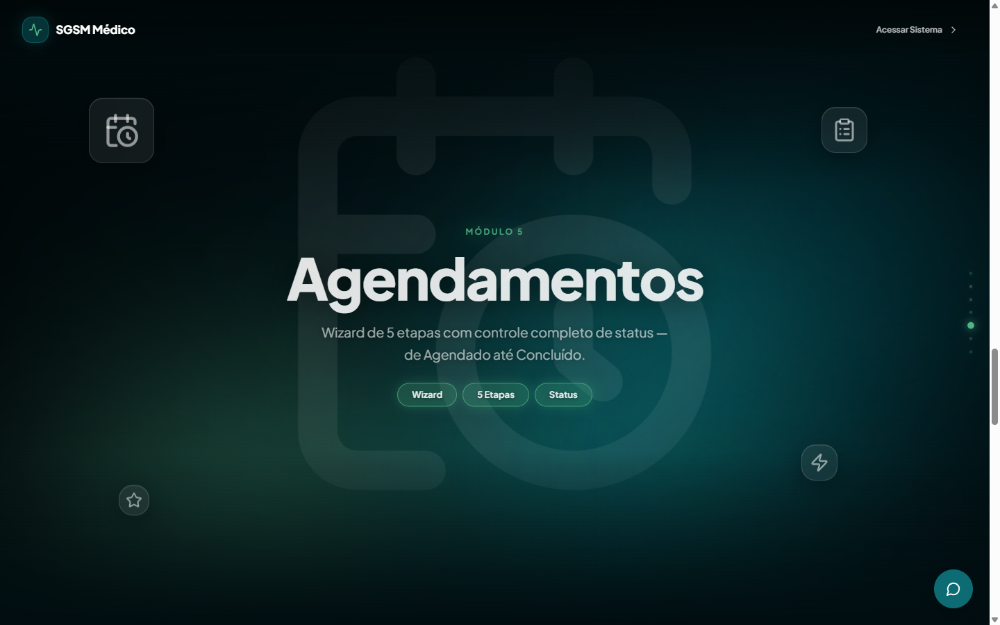 SGSM Médico
Acessar Sistema
MÓDULO 5
Agendamentos
Wizard de 5 etapas com controle completo de status —
de Agendado até Concluído.
Wizard
5 Etapas
Status